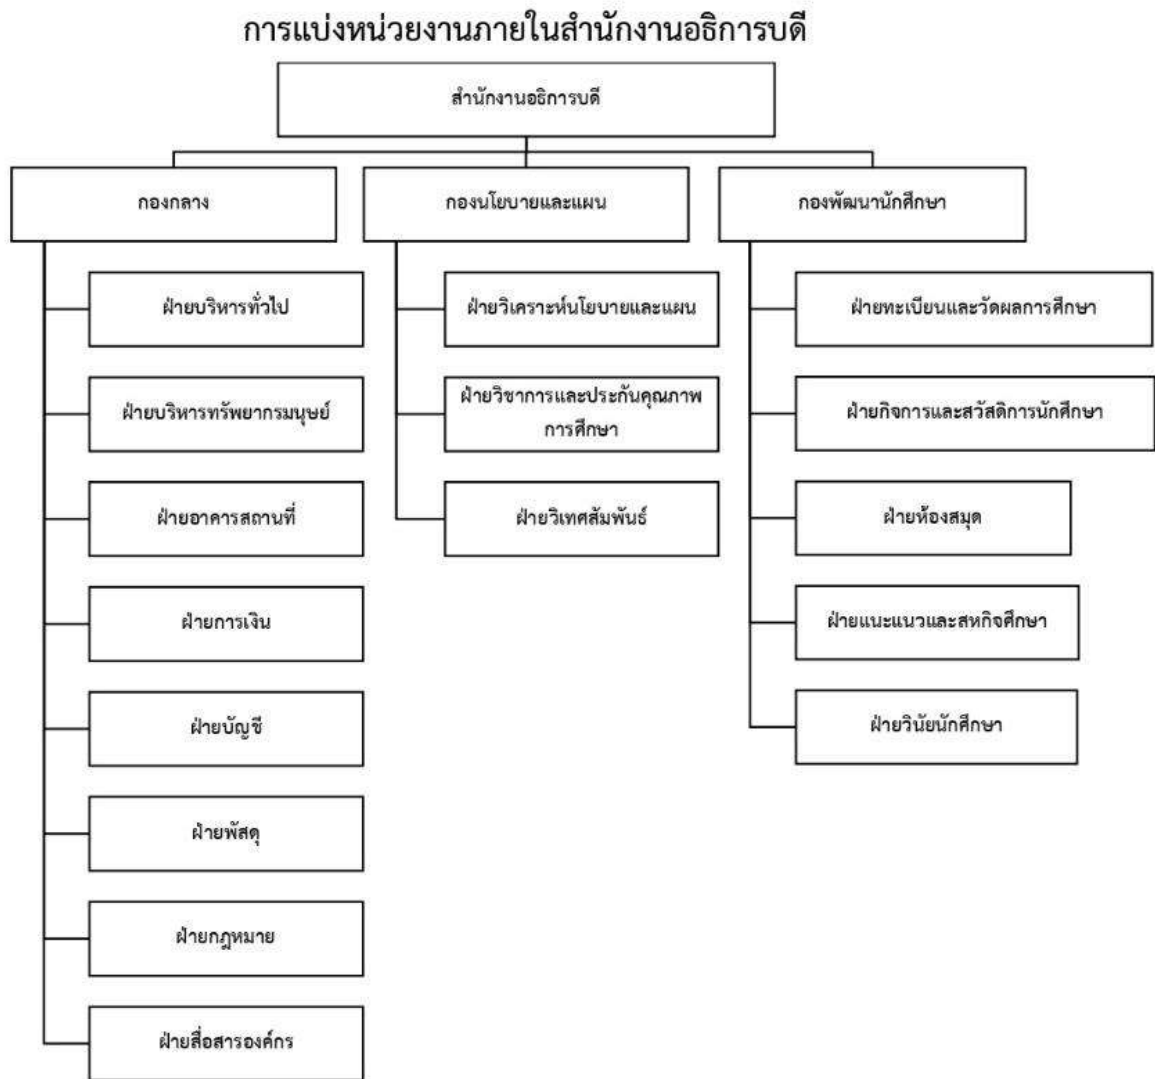 การแบ่งหน่วยงานภายในสำนักงานอธิการบดี
สำนักงานอธิการบดี
กองกลาง
ฝ่ายบริหารทั่วไป
ฝ่ายบริหารทรัพยากรมนุษย์
ฝ่ายอาคารสถานที่
ฝ่ายการเงิน
ฝ่ายบัญชี
ฝ่ายพัสดุ
ฝ่ายกฎหมาย
ฝ่ายสื่อสารองค์กร
กองนโยบายและแผน
ฝ่ายวิเคราะห์นโยบายและแผน
ฝ่ายวิชาการและประกันคุณภาพ
การศึกษา
ฝ่ายวิเทศสัมพันธ์
กองพัฒนานักศึกษา
ฝ่ายทะเบียนและวัดผลการศึกษา
ฝ่ายกิจการและสวัสดิการนักศึกษา
ฝ่ายห้องสมุด
ฝ่ายแนะแนวและสหกิจศึกษา
ฝ่ายวินัยนักศึกษา